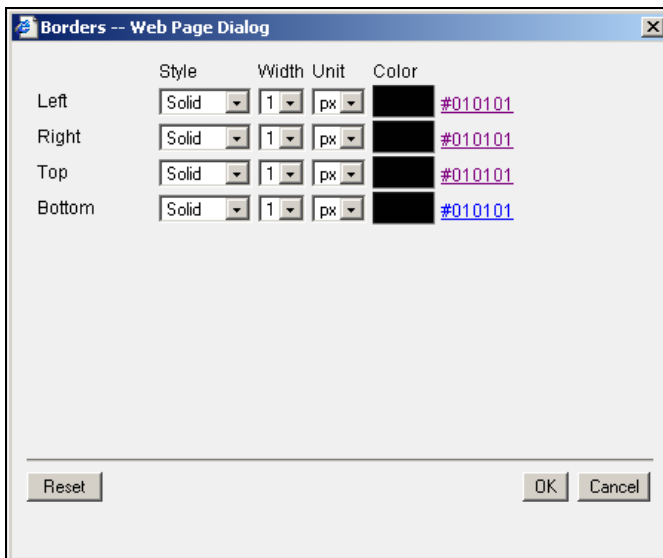 Borders -- Web Page Dialog
Style Width Unit Color
Left Solid 1 px #010101
Right Solid 1 px #010101
Top Solid 1 px #010101
Bottom Solid 1 px #010101
Reset OK Cancel